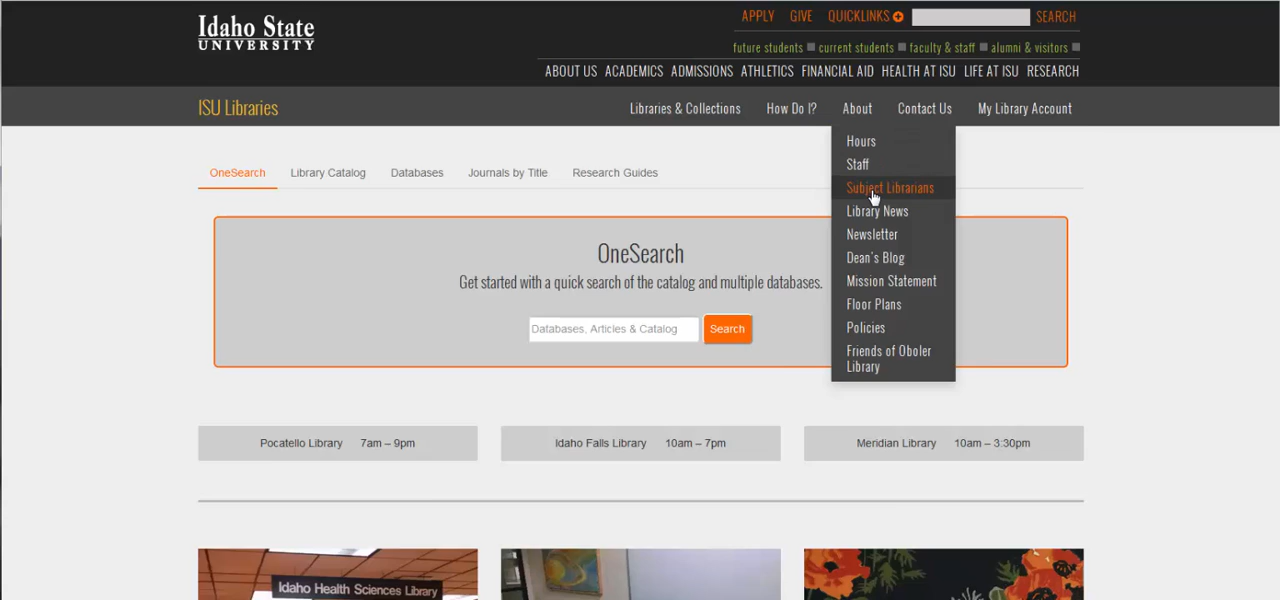 Idaho State
UNIVERSITY
APPLY GIVE QUICKLINKS SEARCH
future students current students faculty & staff alumni & visitors
ABOUT US ACADEMICS ADMISSIONS ATHLETICS FINANCIAL AID HEALTH AT ISU LIFE AT ISU RESEARCH
ISU Libraries
Libraries & Collections How Do I? About Contact Us My Library Account
Hours
Staff
Subject Librarians
Library News
Newsletter
Dean's Blog
Mission Statement
Floor Plans
Policies
Friends of Oboler
Library
OneSearch Library Catalog Databases Journals by Title Research Guides
OneSearch
Get started with a quick search of the catalog and multiple databases.
Databases, Articles & Catalog Search
Pocatello Library 7am – 9pm
Idaho Falls Library 10am – 7pm
Meridian Library 10am – 3:30pm
Idaho Health Sciences Library